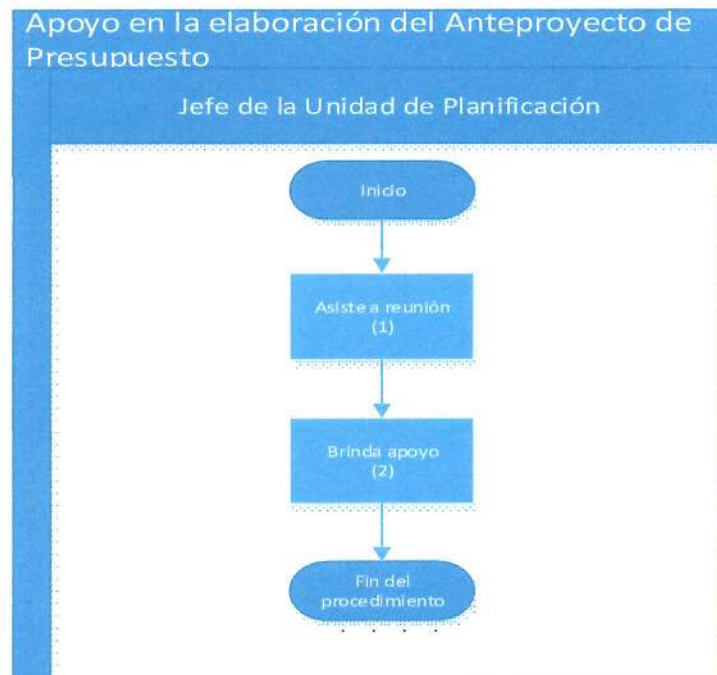 Apoyo en la elaboración del Anteproyecto de
Presupuesto
Jefe de la Unidad de Planificación
Inicio
Asiste a reunión
(1)
Brinda apoyo
(2)
Fin del
procedimiento